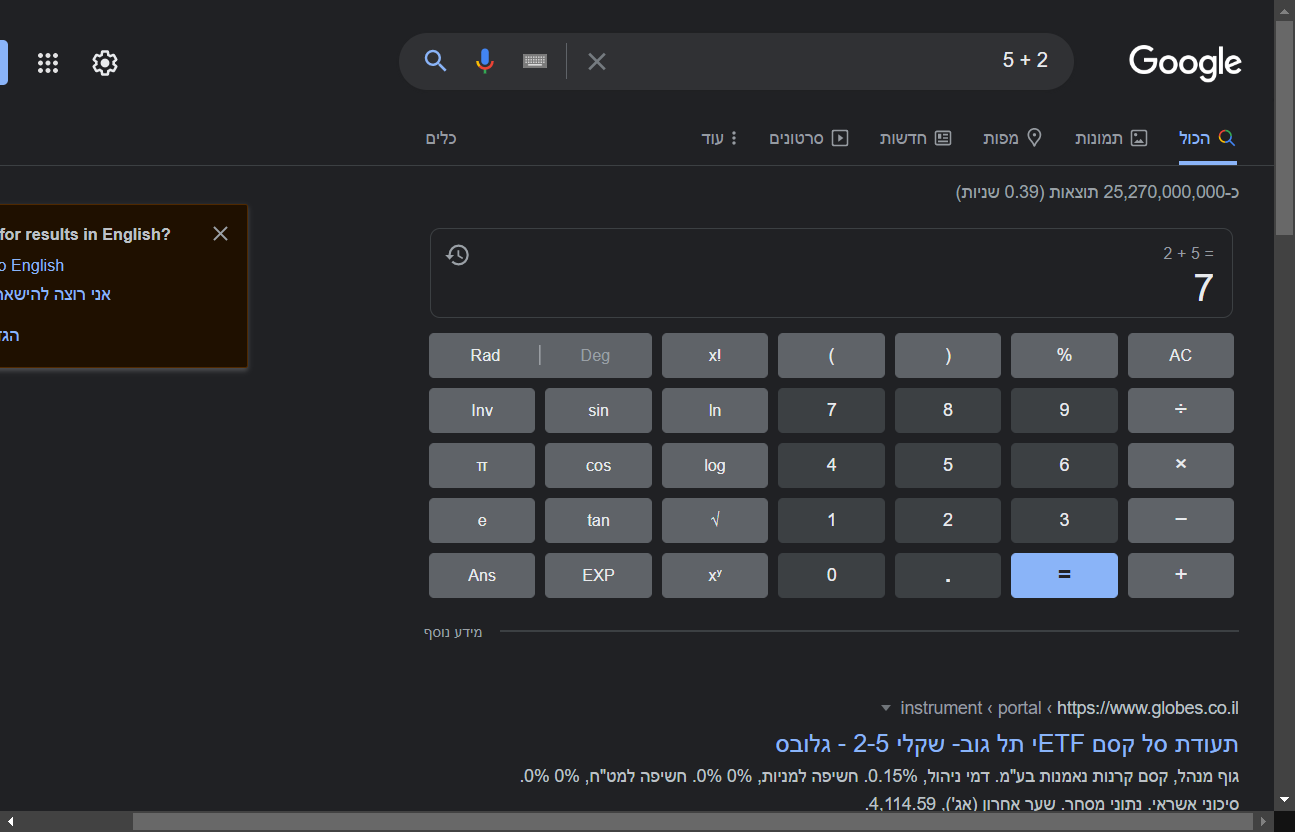 Google
5 + 2
הכול
תמונות
מפות
חדשות
סרטונים
עוד
כלים
כ-25,270,000,000 תוצאות (0.39 שניות)
for results in English?
English
אני רוצה
2 + 5 =
7
Rad | Deg x! ( ) % AC
Inv sin ln 7 8 9 ÷
π cos log 4 5 6 ×
e tan √ 1 2 3 −
Ans EXP xʸ 0 . = +
מידע נוסף
https://www.globes.co.il › portal › instrument
תעודת סל קסם ETFי תל גוב- שקלי 2-5 - גלובס
גוף מנהל, קסם קרנות נאמנות בע"מ. דמי ניהול, 0.15%. חשיפה למניות, 0% 0%. חשיפה למט"ח, 0% 0%.
סיכוני אשראי. נתוני מסחר. שער אחרון (אג'), 4,114.59.